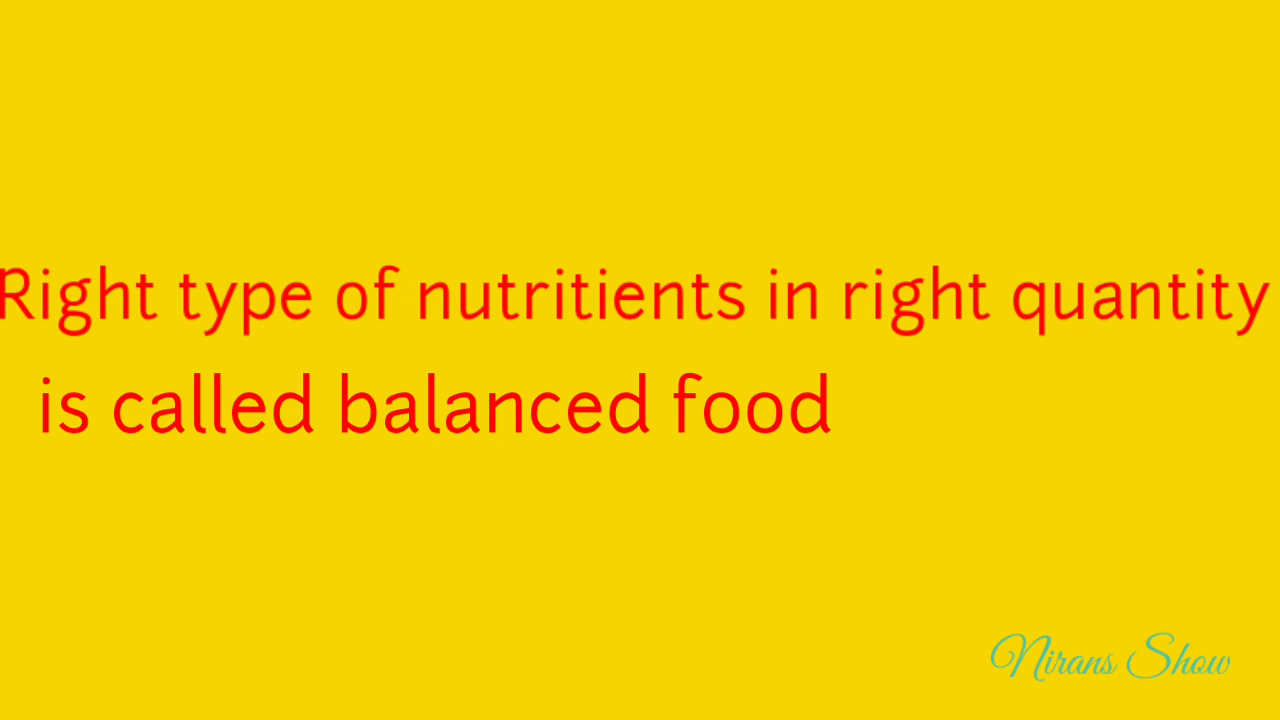 Right type of nutritients in right quantity
is called balanced food
Nirans Show